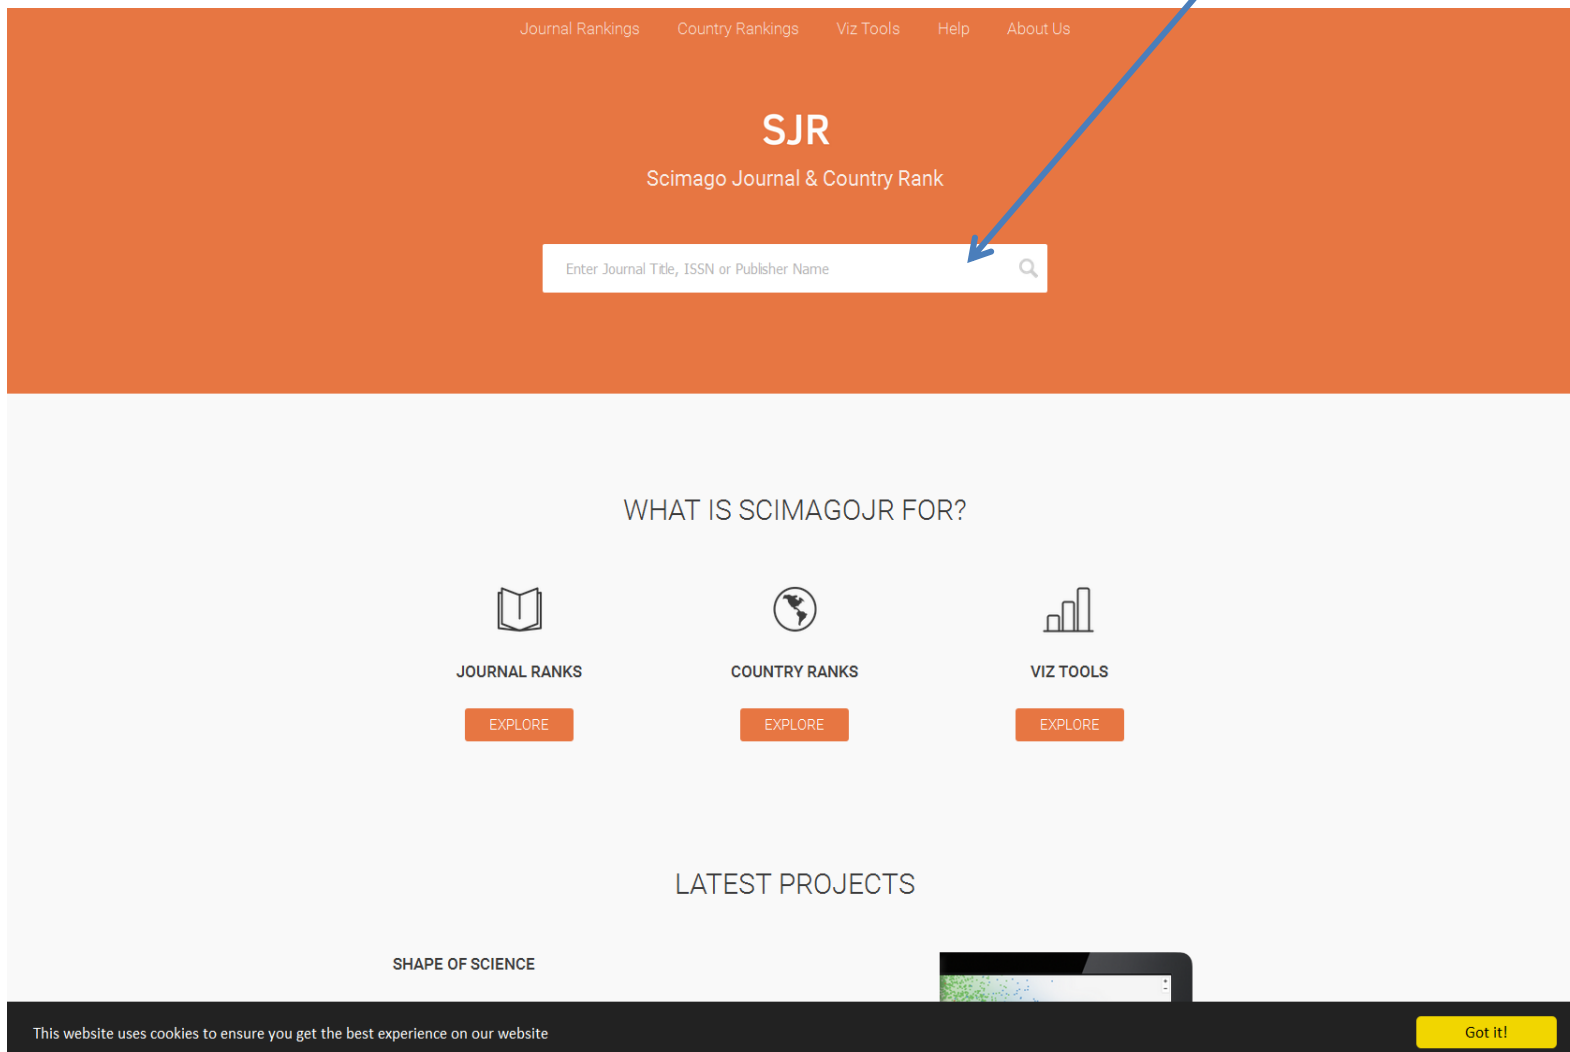 Journal Rankings Country Rankings Viz Tools Help About Us
SJR
Scimago Journal & Country Rank
Enter Journal Title, ISSN or Publisher Name
WHAT IS SCIMAGOJR FOR?
JOURNAL RANKS COUNTRY RANKS VIZ TOOLS
EXPLORE EXPLORE EXPLORE
LATEST PROJECTS
SHAPE OF SCIENCE
This website uses cookies to ensure you get the best experience on our website Got it!